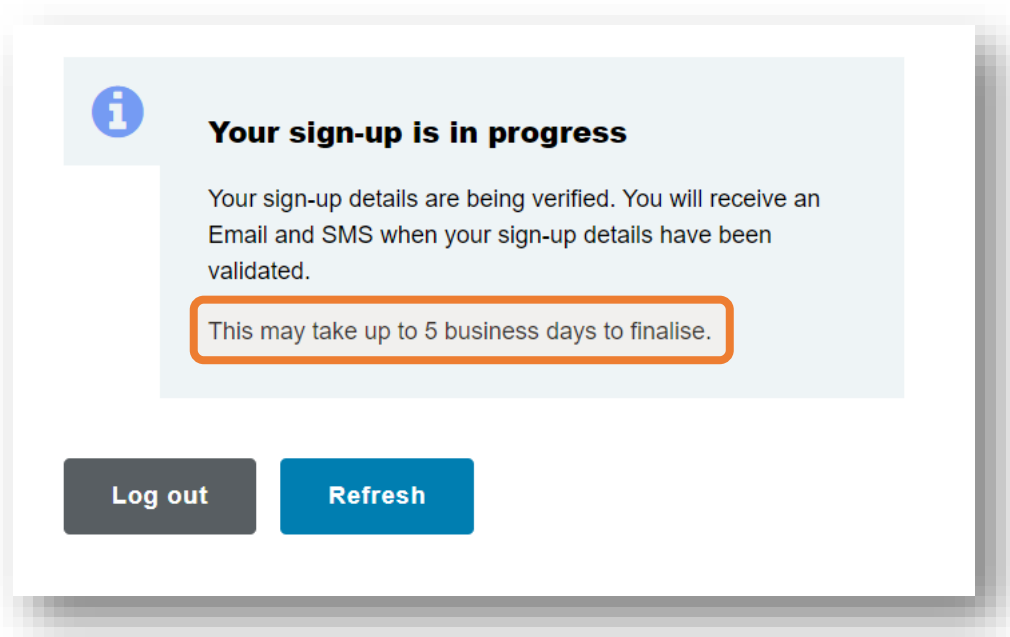 Your sign-up is in progress
Your sign-up details are being verified. You will receive an
Email and SMS when your sign-up details have been
validated.
This may take up to 5 business days to finalise.
Log out
Refresh